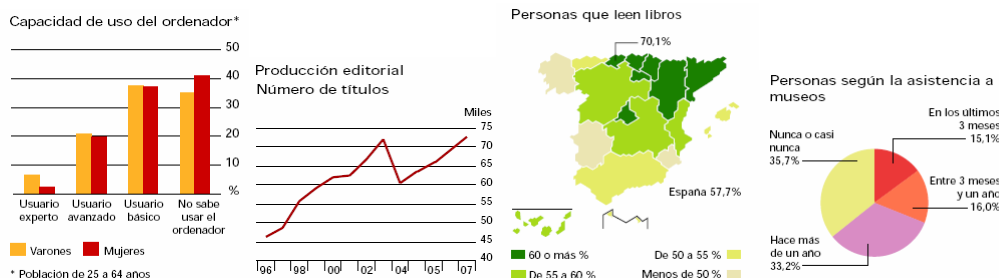 Capacidad de uso del ordenador*
50
40
30
20
10
%
Usuario
experto
Usuario
avanzado
Usuario
básico
No sabe
usar el
ordenador
Varones
Mujeres
* Población de 25 a 64 años
Producción editorial
Número de títulos
Miles
75
70
65
60
55
50
45
40
96
98
00
02
04
06
07
Personas que leen libros
70,1%
España 57,7%
60 o más %
De 55 a 60 %
De 50 a 55 %
Menos de 50 %
Personas según la asistencia a
museos
En los últimos
3 meses
15,1%
Entre 3 meses
y un año
16,0%
Hace más
de un año
33,2%
Nunca o casi
nunca
35,7%